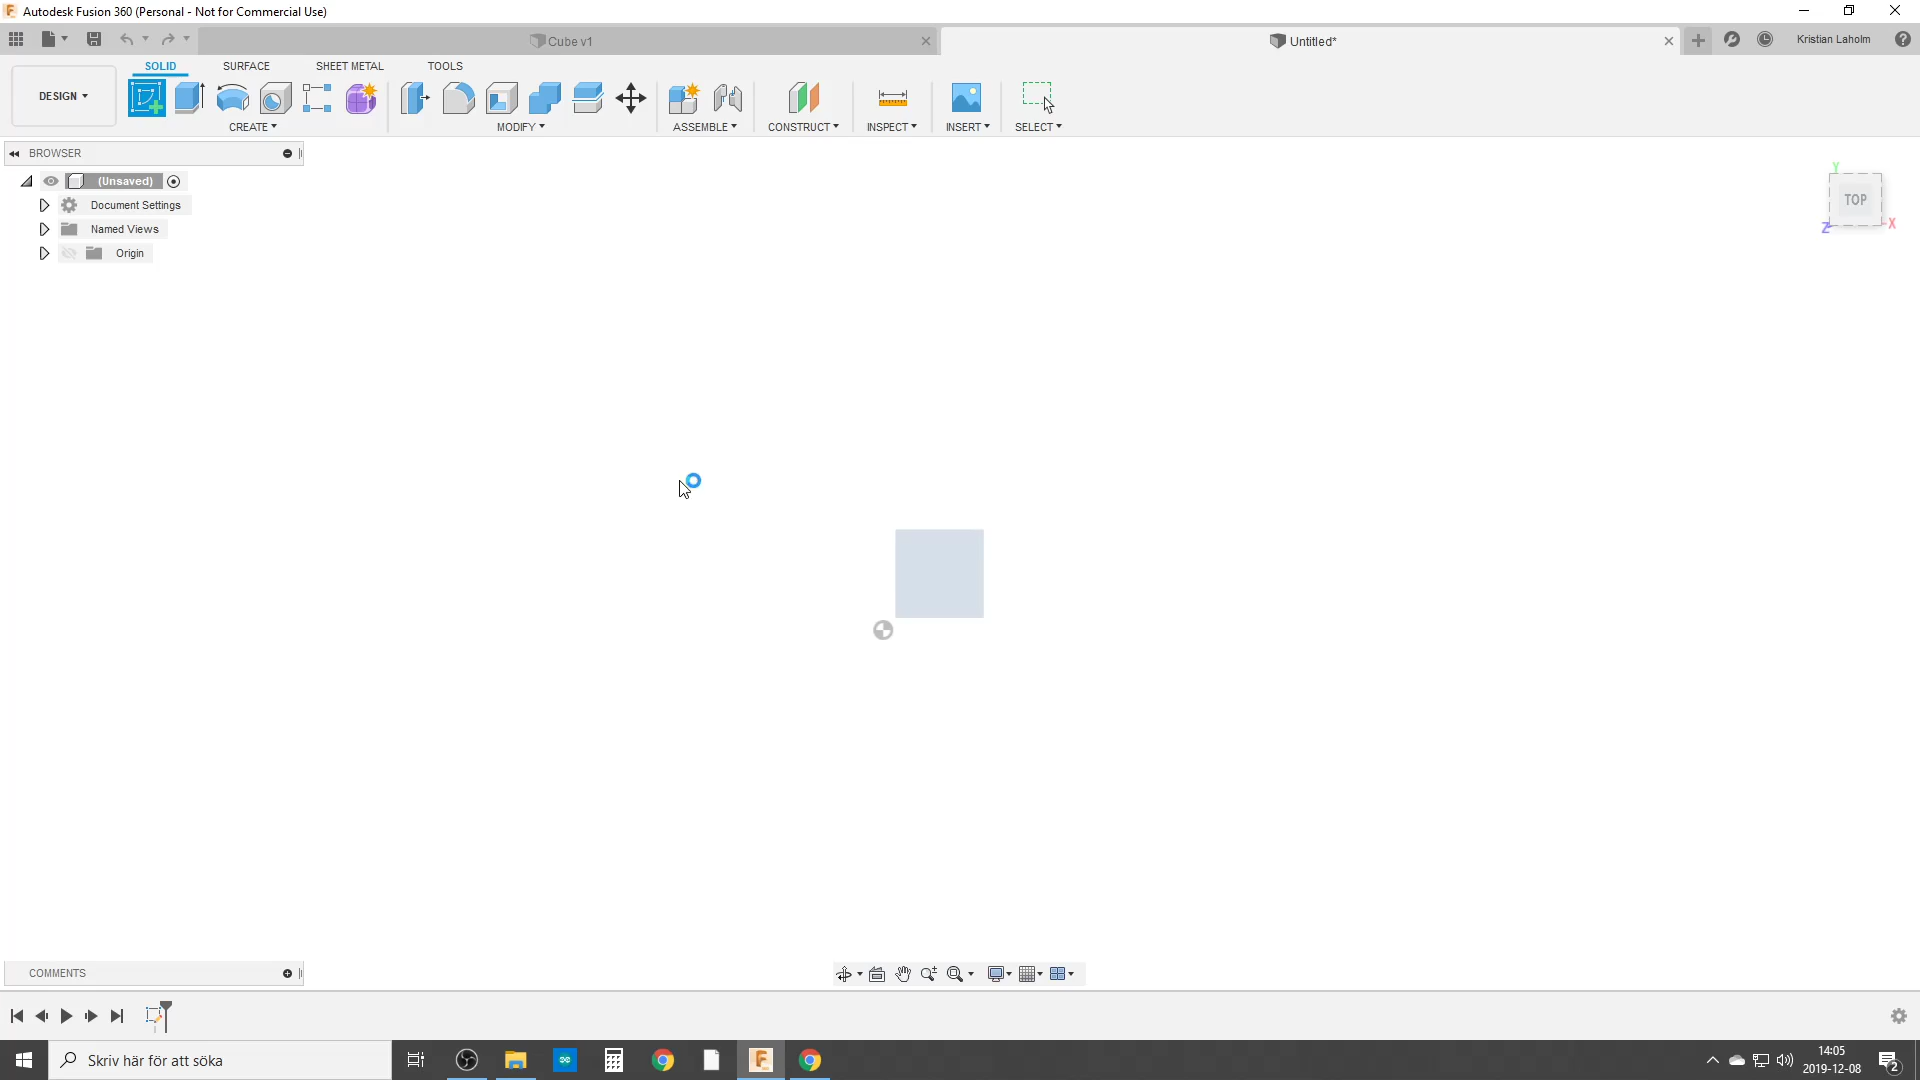 Autodesk Fusion 360 (Personal - Not for Commercial Use)
Cube v1
Untitled*
Kristian Laholm
SOLID SURFACE SHEET METAL TOOLS
DESIGN
CREATE MODIFY ASSEMBLE CONSTRUCT INSPECT INSERT SELECT
BROWSER
(Unsaved)
Document Settings
Named Views
Origin
Y
TOP
Z
X
COMMENTS
Skriv här för att söka
14:05
2019-12-08
2